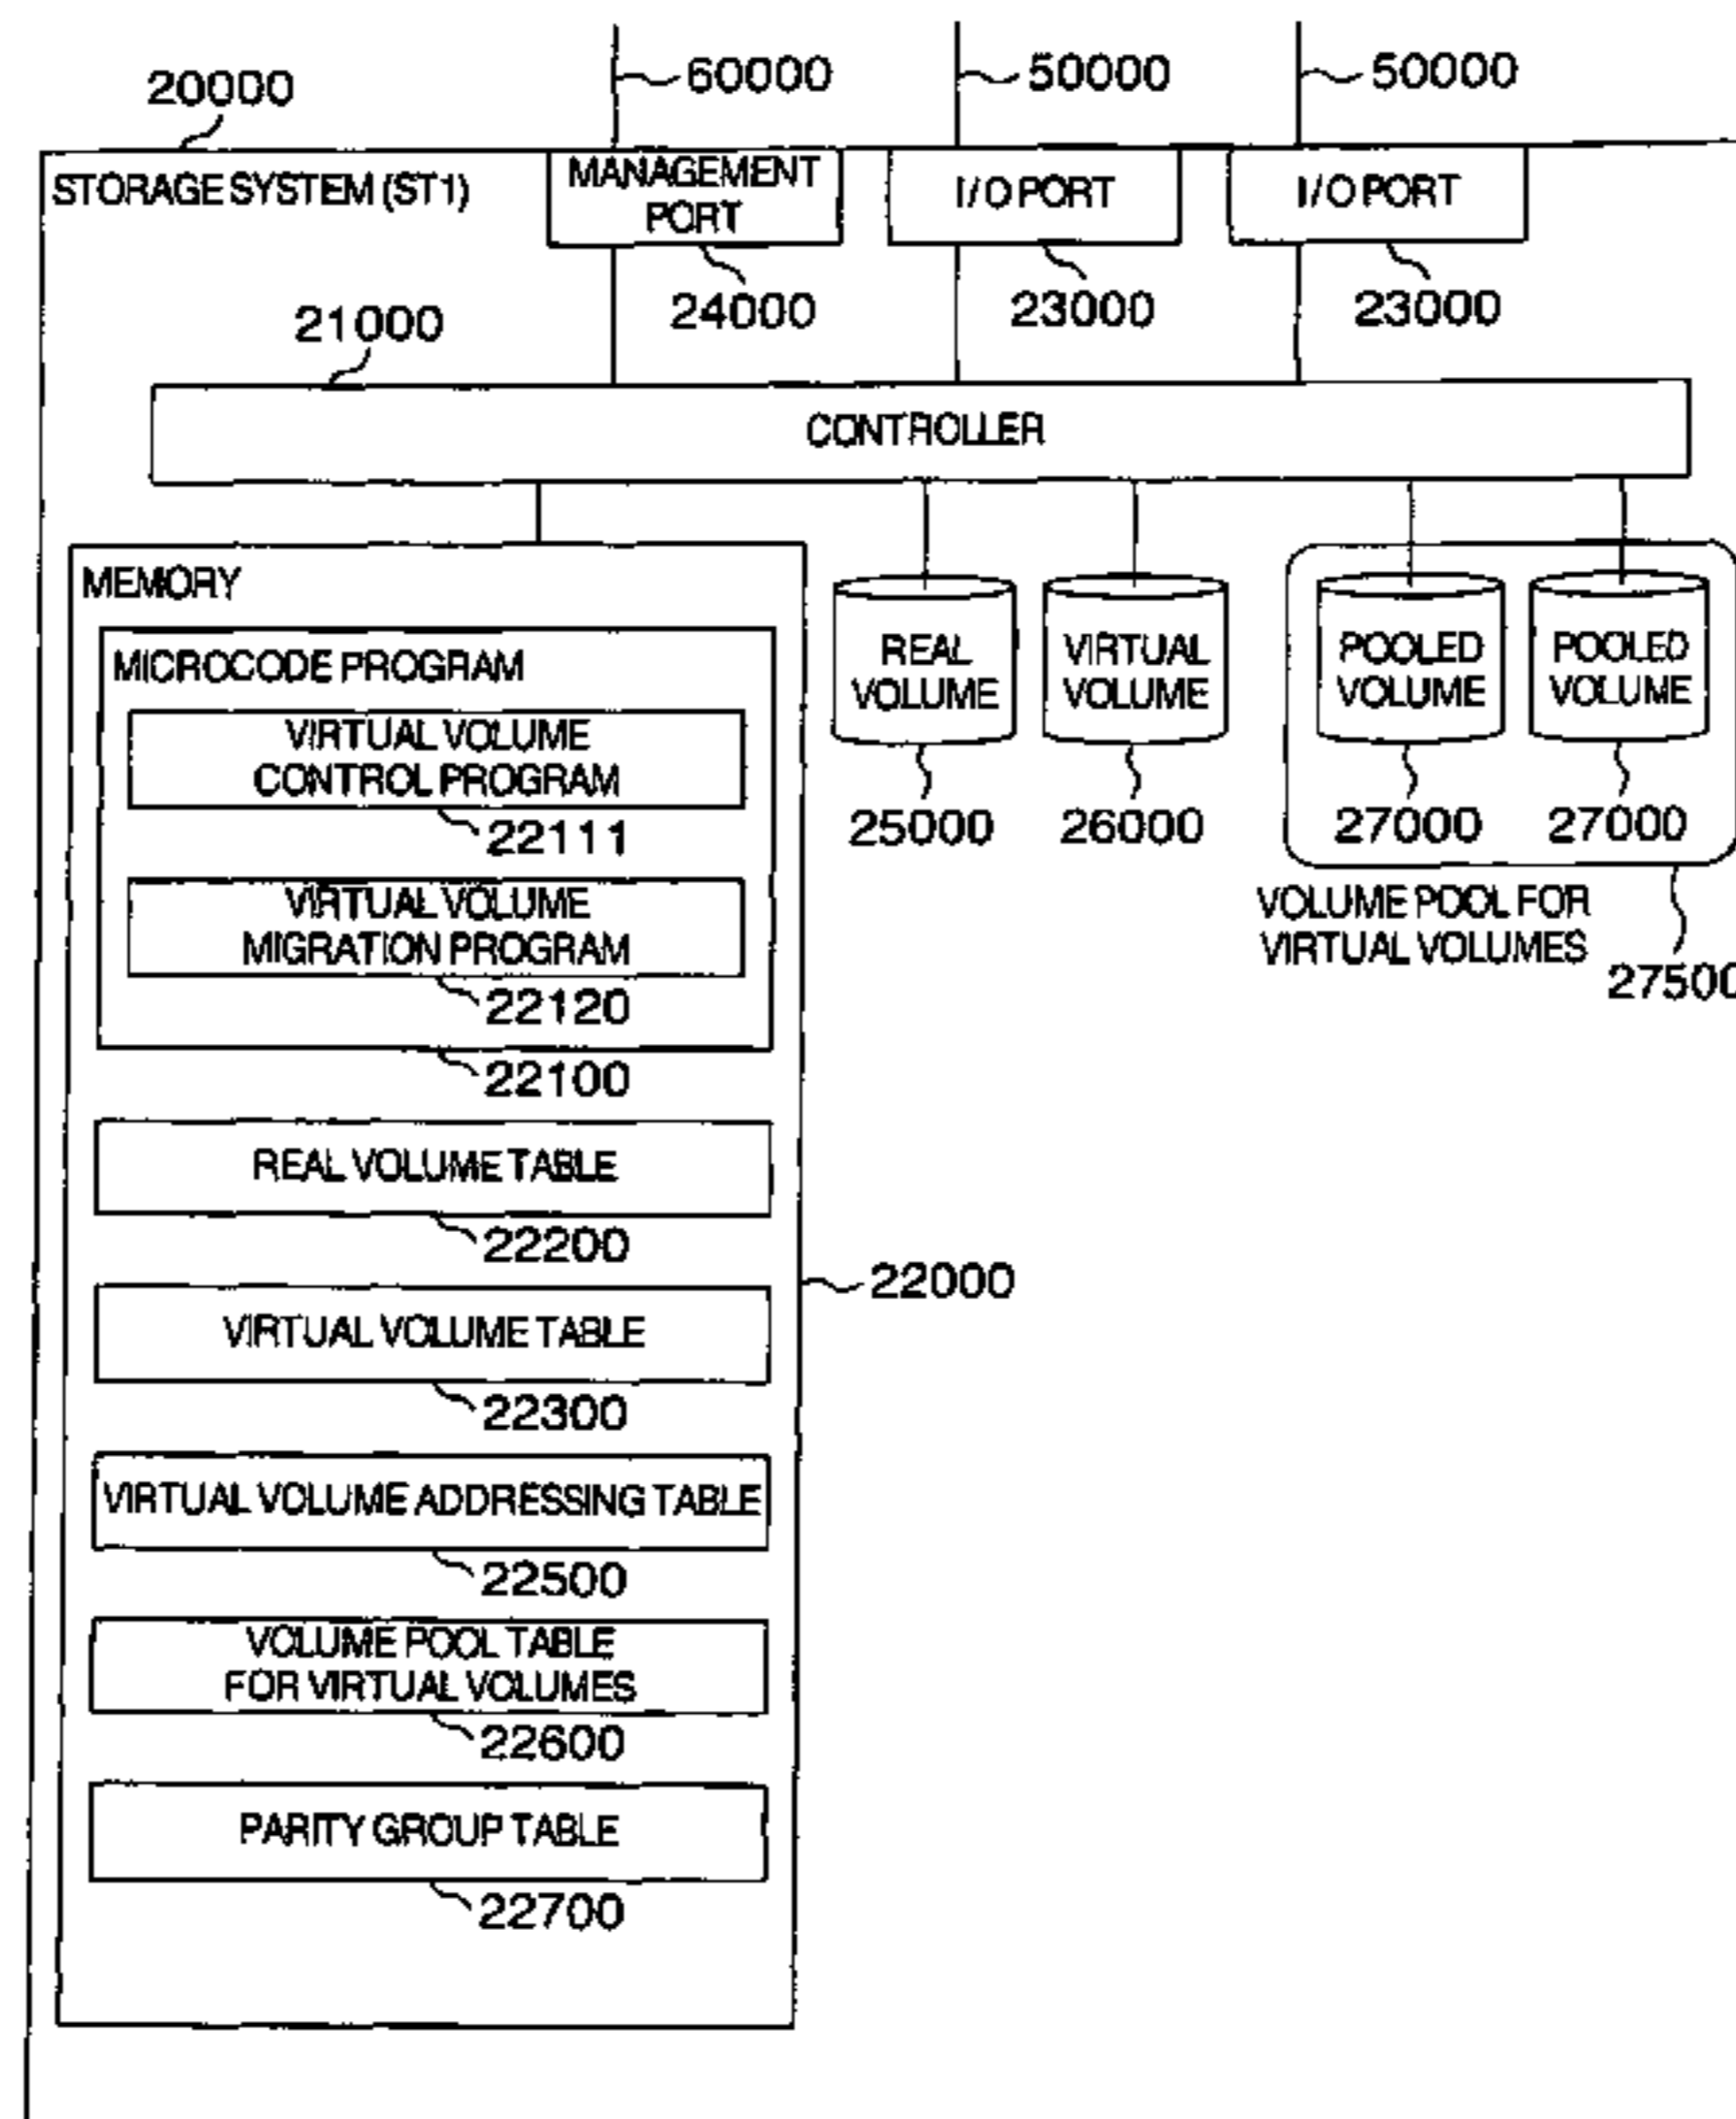 60000
50000
50000
20000
STORAGE SYSTEM (ST1)
MANAGEMENT
PORT
I/O PORT
I/O PORT
24000
23000
23000
21000
CONTROLLER
MEMORY
MICROCODE PROGRAM
VIRTUAL VOLUME
CONTROL PROGRAM
22111
VIRTUAL VOLUME
MIGRATION PROGRAM
22120
22100
REAL VOLUME TABLE
22200
VIRTUAL VOLUME TABLE
22300
VIRTUAL VOLUME ADDRESSING TABLE
22500
VOLUME POOL TABLE
FOR VIRTUAL VOLUMES
22600
PARITY GROUP TABLE
22700
22000
REAL
VOLUME
25000
VIRTUAL
VOLUME
26000
POOLED
VOLUME
27000
POOLED
VOLUME
27000
VOLUME POOL FOR
VIRTUAL VOLUMES
27500